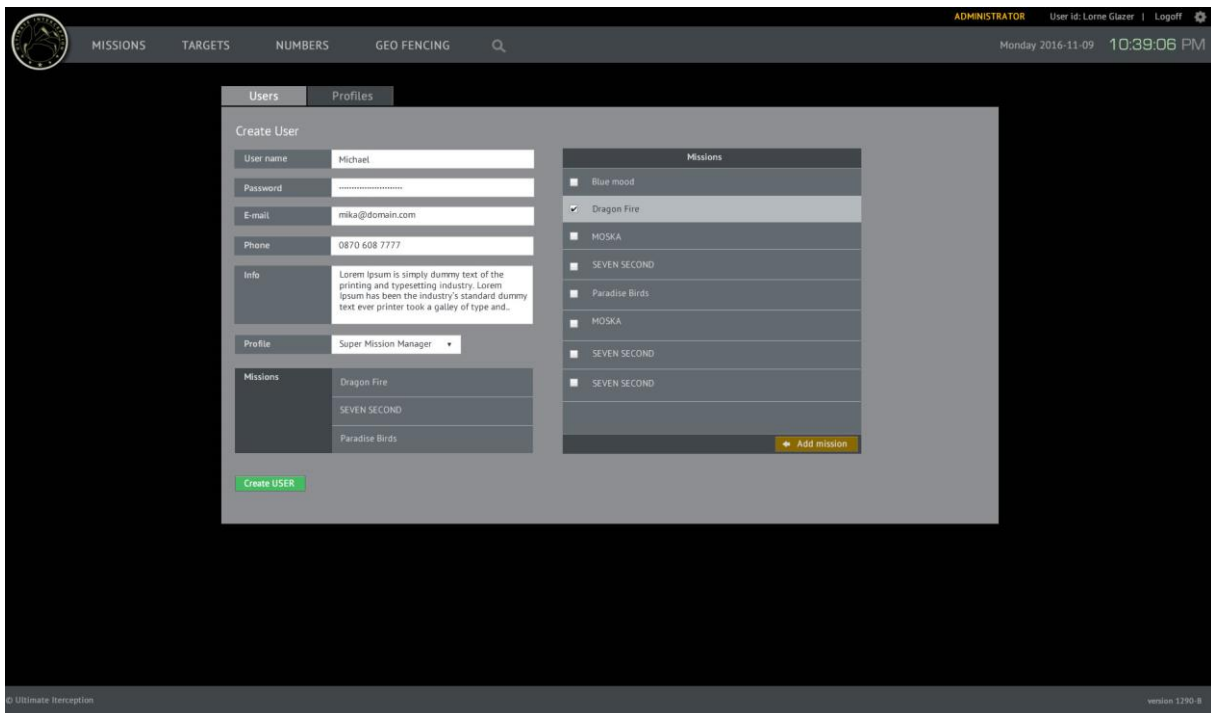 ADMINISTRATOR User id: Lorne Glazer | Logoff
MISSIONS TARGETS NUMBERS GEO FENCING Monday 2016-11-09 10:39:06 PM
Users Profiles
Create User
User name Michael
Password
E-mail mika@domain.com
Phone 0870 608 7777
Info Lorem Ipsum is simply dummy text of the
printing and typesetting industry. Lorem
Ipsum has been the industry's standard dummy
text ever printer took a galley of type and..
Profile Super Mission Manager
Missions Dragon Fire
SEVEN SECOND
Paradise Birds
Create USER
Missions
Blue mood
Dragon Fire
MOSKA
SEVEN SECOND
Paradise Birds
MOSKA
SEVEN SECOND
SEVEN SECOND
Add mission
© Ultimate Iterception version 1290-B